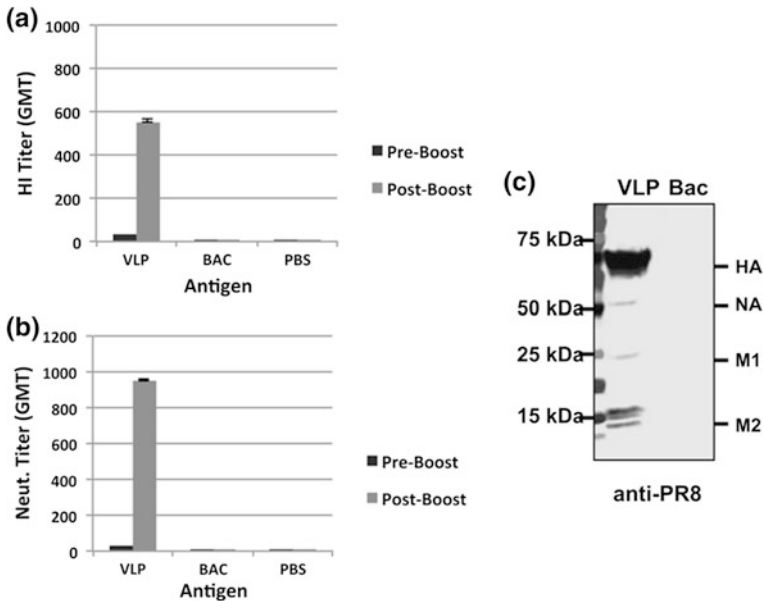 (a)
1000
800
600
400
200
0
HI Titer (GMT)
VLP BAC PBS
Antigen
Pre-Boost
Post-Boost
(b)
1200
1000
800
600
400
200
0
Neut. Titer (GMT)
VLP BAC PBS
Antigen
Pre-Boost
Post-Boost
(c)
VLP Bac
75 kDa
50 kDa
25 kDa
15 kDa
HA
NA
M1
M2
anti-PR8